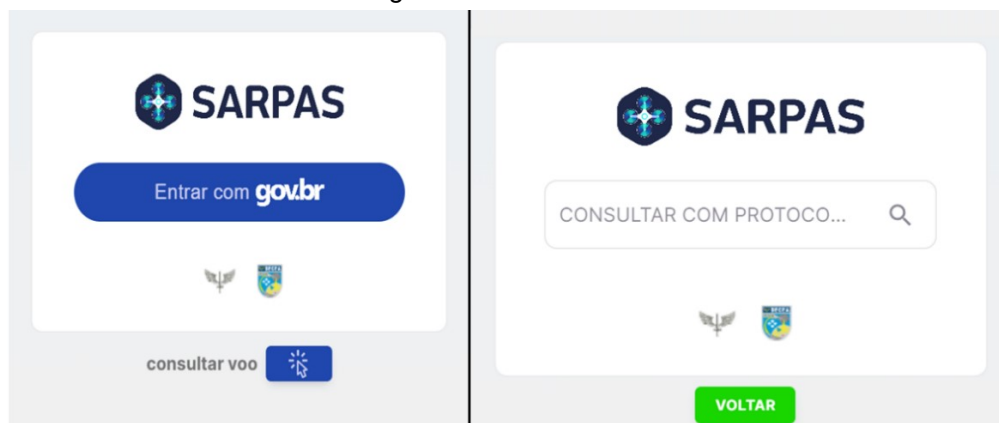 SARPAS
Entrar com gov.br
consultar voo
SARPAS
CONSULTAR COM PROTOCO...
VOLTAR